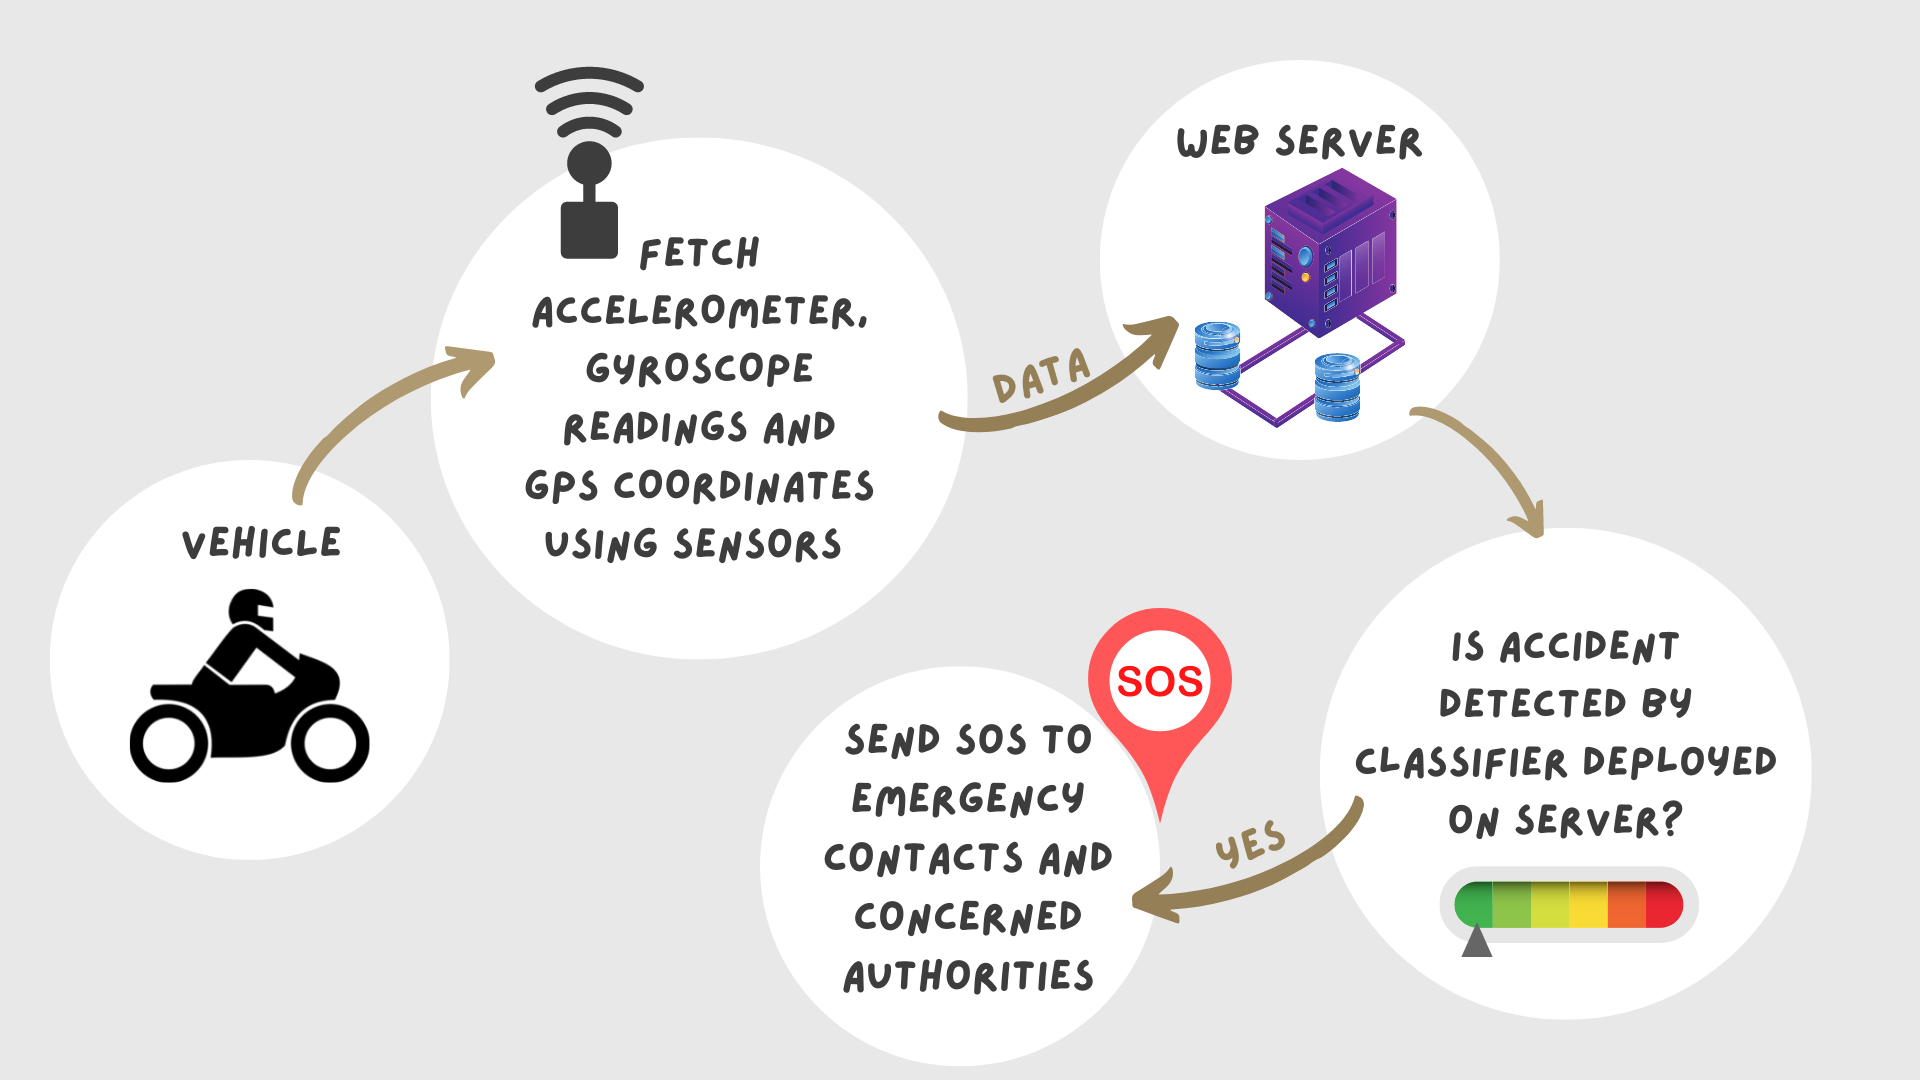 VEHICLE
FETCH
ACCELEROMETER,
GYROSCOPE
READINGS AND
GPS COORDINATES
USING SENSORS
DATA
WEB SERVER
IS ACCIDENT
DETECTED BY
CLASSIFIER DEPLOYED
ON SERVER?
YES
SOS
SEND SOS TO
EMERGENCY
CONTACTS AND
CONCERNED
AUTHORITIES